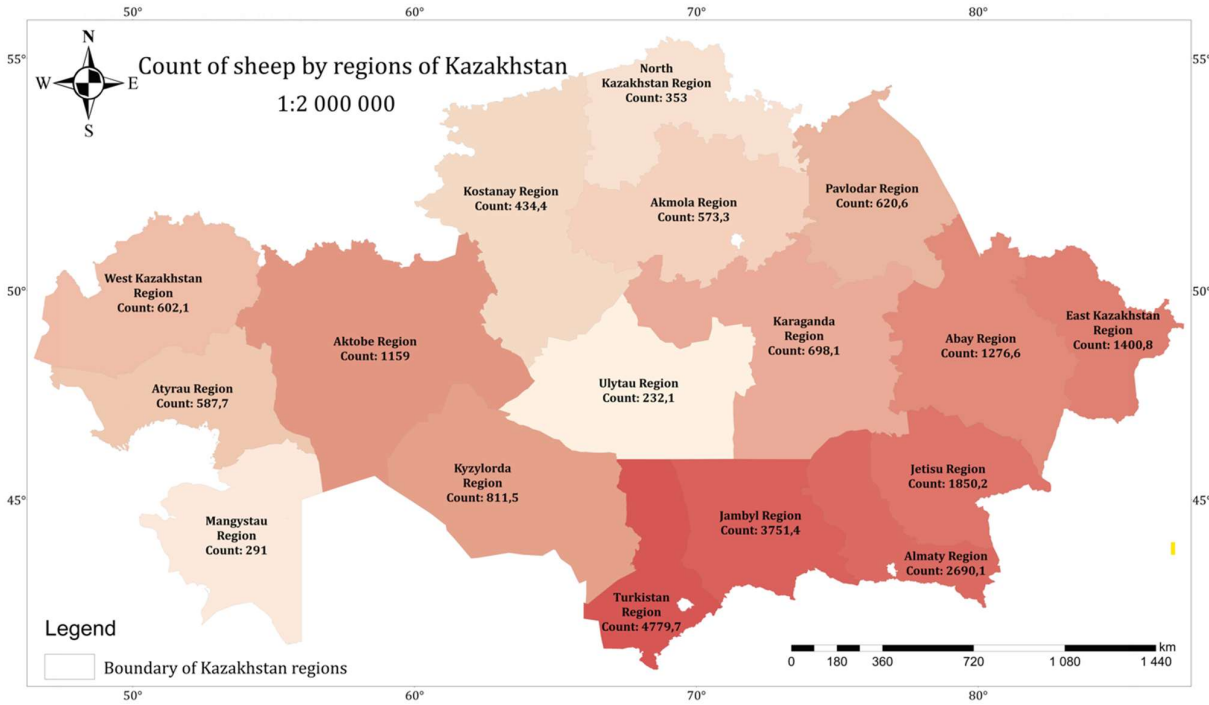 50° 60° 70° 80°
55° 55°
N
W E
S
Count of sheep by regions of Kazakhstan
1:2 000 000
North
Kazakhstan Region
Count: 353
Kostanay Region
Count: 434,4
Akmola Region
Count: 573,3
Pavlodar Region
Count: 620,6
50° 50°
West Kazakhstan
Region
Count: 602,1
Aktobe Region
Count: 1159
Karaganda
Region
Count: 698,1
Abay Region
Count: 1276,6
East Kazakhstan
Region
Count: 1400,8
Atyrau Region
Count: 587,7
Ulytau Region
Count: 232,1
45° 45°
Kyzylorda
Region
Count: 811,5
Jetisu Region
Count: 1850,2
Mangystau
Region
Count: 291
Jambyl Region
Count: 3751,4
Almaty Region
Count: 2690,1
Turkistan
Region
Count: 4779,7
Legend
Boundary of Kazakhstan regions
km
0 180 360 720 1 080 1 440
50° 60° 70° 80°